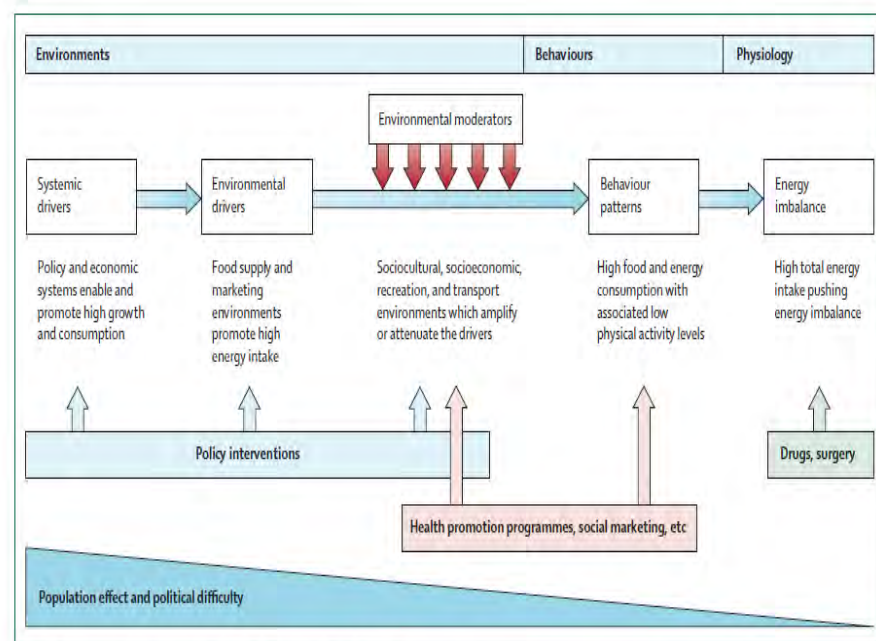 Environments
Behaviours
Physiology
Environmental moderators
Systemic
drivers
Environmental
drivers
Behaviour
patterns
Energy
imbalance
Policy and economic
systems enable and
promote high growth
and consumption
Food supply and
marketing
environments
promote high
energy intake
Sociocultural, socioeconomic,
recreation, and transport
environments which amplify
or attenuate the drivers
High food and energy
consumption with
associated low
physical activity levels
High total energy
intake pushing
energy imbalance
Policy interventions
Drugs, surgery
Health promotion programmes, social marketing, etc
Population effect and political difficulty